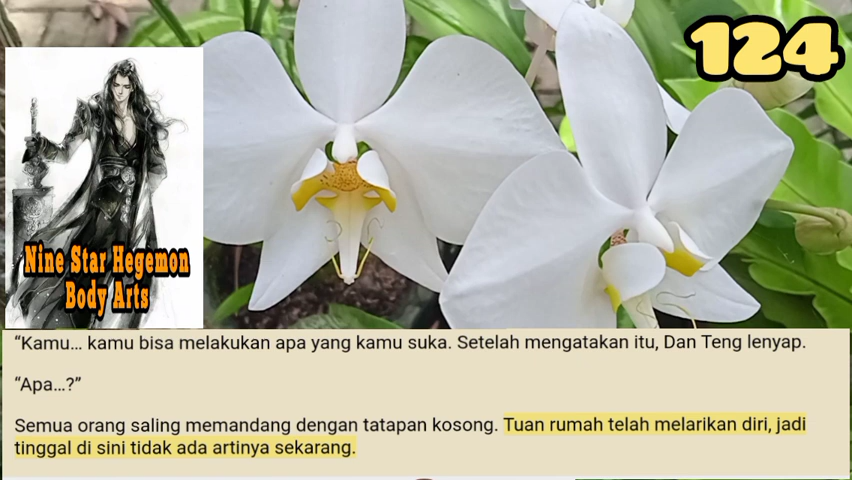 124
Nine Star Hegemon
Body Arts
“Kamu... kamu bisa melakukan apa yang kamu suka. Setelah mengatakan itu, Dan Teng lenyap.
“Apa...?”
Semua orang saling memandang dengan tatapan kosong. Tuan rumah telah melarikan diri, jadi
tinggal di sini tidak ada artinya sekarang.